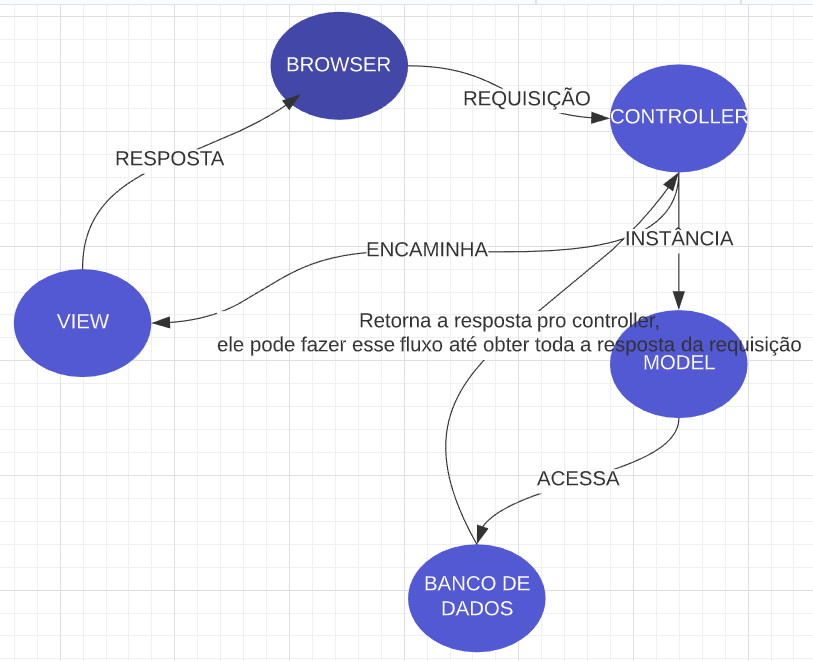 BROWSER
REQUISIÇÃO
CONTROLLER
RESPOSTA
ENCAMINHA
INSTÂNCIA
VIEW
Retorna a resposta pro controller,
ele pode fazer esse fluxo até obter toda a resposta da requisição
MODEL
ACESSA
BANCO DE
DADOS